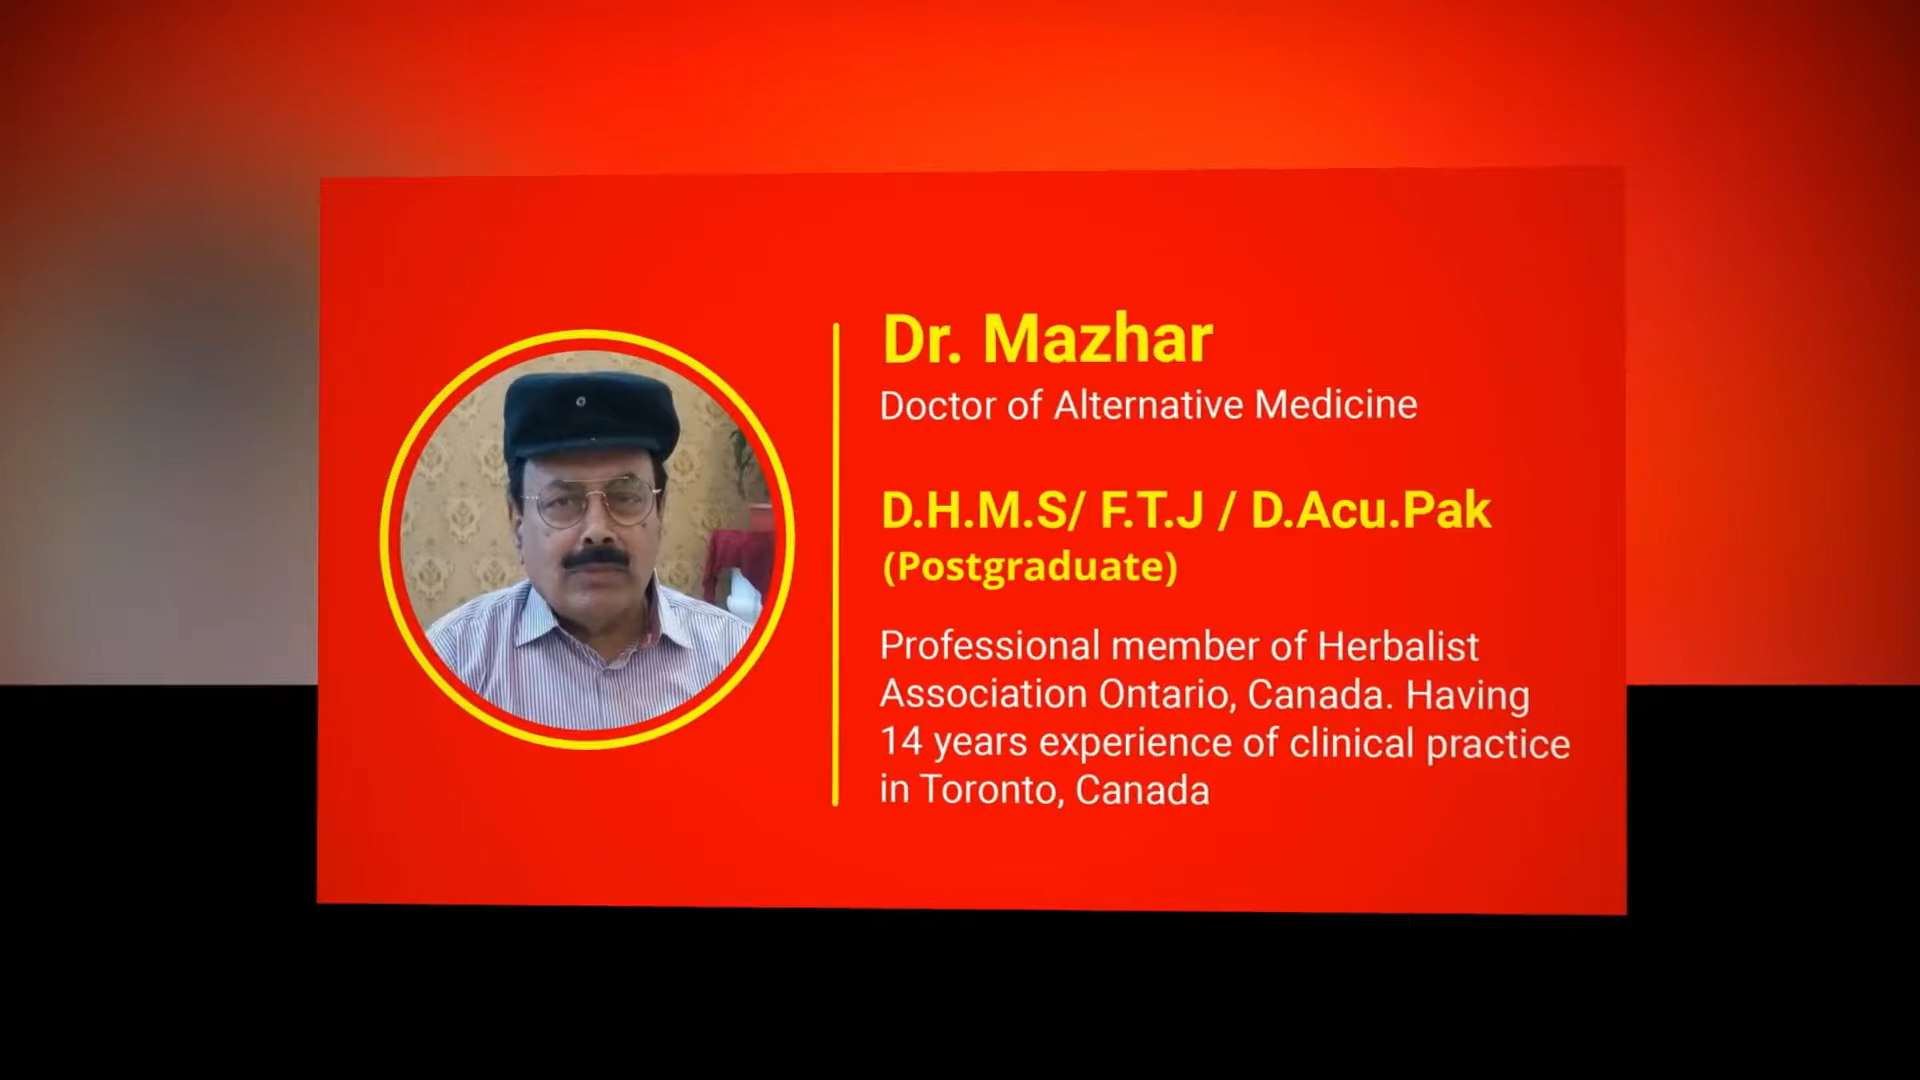 Dr. Mazhar
Doctor of Alternative Medicine
D.H.M.S/ F.T.J / D.Acu.Pak
(Postgraduate)
Professional member of Herbalist
Association Ontario, Canada. Having
14 years experience of clinical practice
in Toronto, Canada